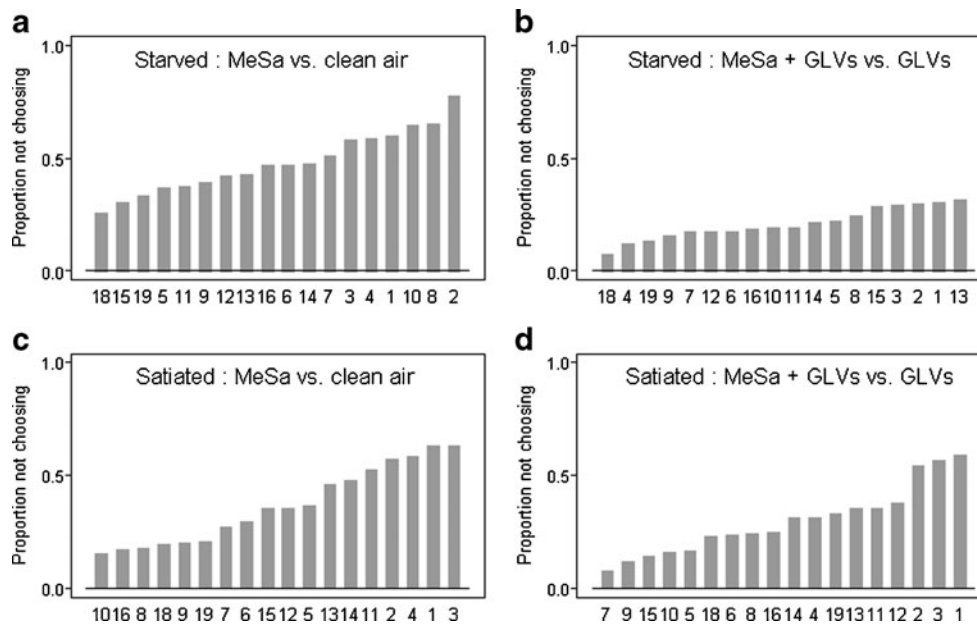 a
Starved : MeSa vs. clean air
Proportion not choosing
1.0
0.5
0.0
18 15 19 5 11 9 12 13 16 6 14 7 3 4 1 10 8 2
b
Starved : MeSa + GLVs vs. GLVs
Proportion not choosing
1.0
0.5
0.0
18 4 19 9 7 12 6 16 10 11 14 5 8 15 3 2 1 13
c
Satiated : MeSa vs. clean air
Proportion not choosing
1.0
0.5
0.0
10 16 8 18 9 19 7 6 15 12 5 13 14 11 2 4 1 3
d
Satiated : MeSa + GLVs vs. GLVs
Proportion not choosing
1.0
0.5
0.0
7 9 15 10 5 18 6 8 16 14 4 19 13 11 12 2 3 1